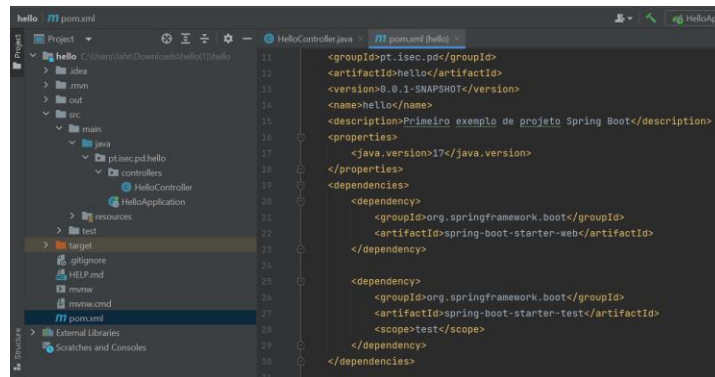 hello
pom.xml
HelloAp
Project
Project
HelloController.java
pom.xml (hello)
hello C:\Users\fafe\Downloads\hello(1)\hello
.idea
.mvn
out
src
main
java
pt.isec.pd.hello
controllers
HelloController
HelloApplication
resources
test
target
.gitignore
HELP.md
mvnw
mvnw.cmd
pom.xml
External Libraries
Scratches and Consoles
Structure
11 <groupId>pt.isec.pd</groupId>
12 <artifactId>hello</artifactId>
13 <version>0.0.1-SNAPSHOT</version>
14 <name>hello</name>
15 <description>Primeiro exemplo de projeto Spring Boot</description>
16 <properties>
17 <java.version>17</java.version>
18 </properties>
19 <dependencies>
20 <dependency>
21 <groupId>org.springframework.boot</groupId>
22 <artifactId>spring-boot-starter-web</artifactId>
23 </dependency>
24
25 <dependency>
26 <groupId>org.springframework.boot</groupId>
27 <artifactId>spring-boot-starter-test</artifactId>
28 <scope>test</scope>
29 </dependency>
30 </dependencies>